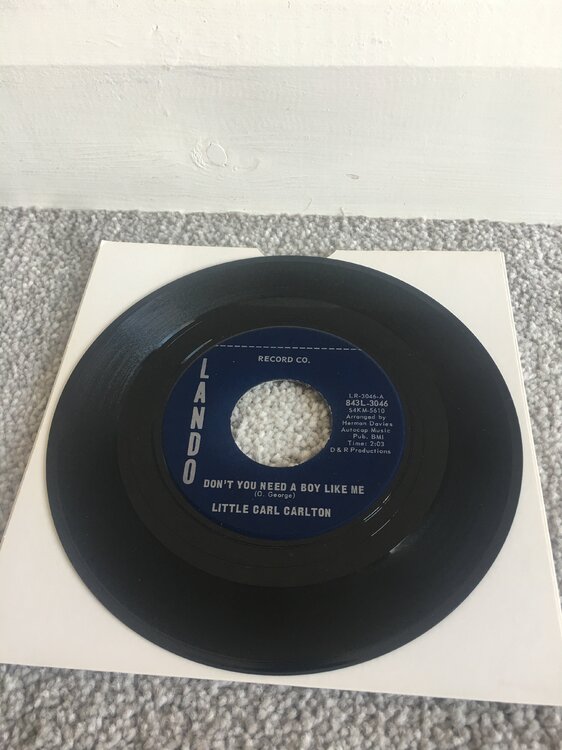 RECORD CO.
LANDO
LR-3046-A
843L-3046
S4KM-5610
Arranged by
Herman Davies
Autocap Music
Pub. BMI
Time: 2:03
D & R Productions
DON'T YOU NEED A BOY LIKE ME
(O. George)
LITTLE CARL CARLTON